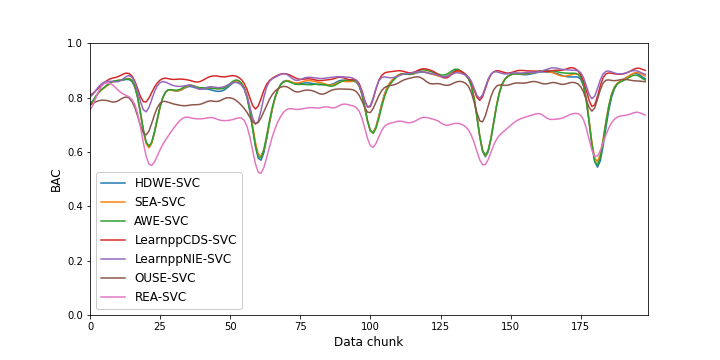 1.0
0.8
0.6
0.4
0.2
0.0
BAC
HDWE-SVC
SEA-SVC
AWE-SVC
LearnppCDS-SVC
LearnppNIE-SVC
OUSE-SVC
REA-SVC
0 25 50 75 100 125 150 175
Data chunk